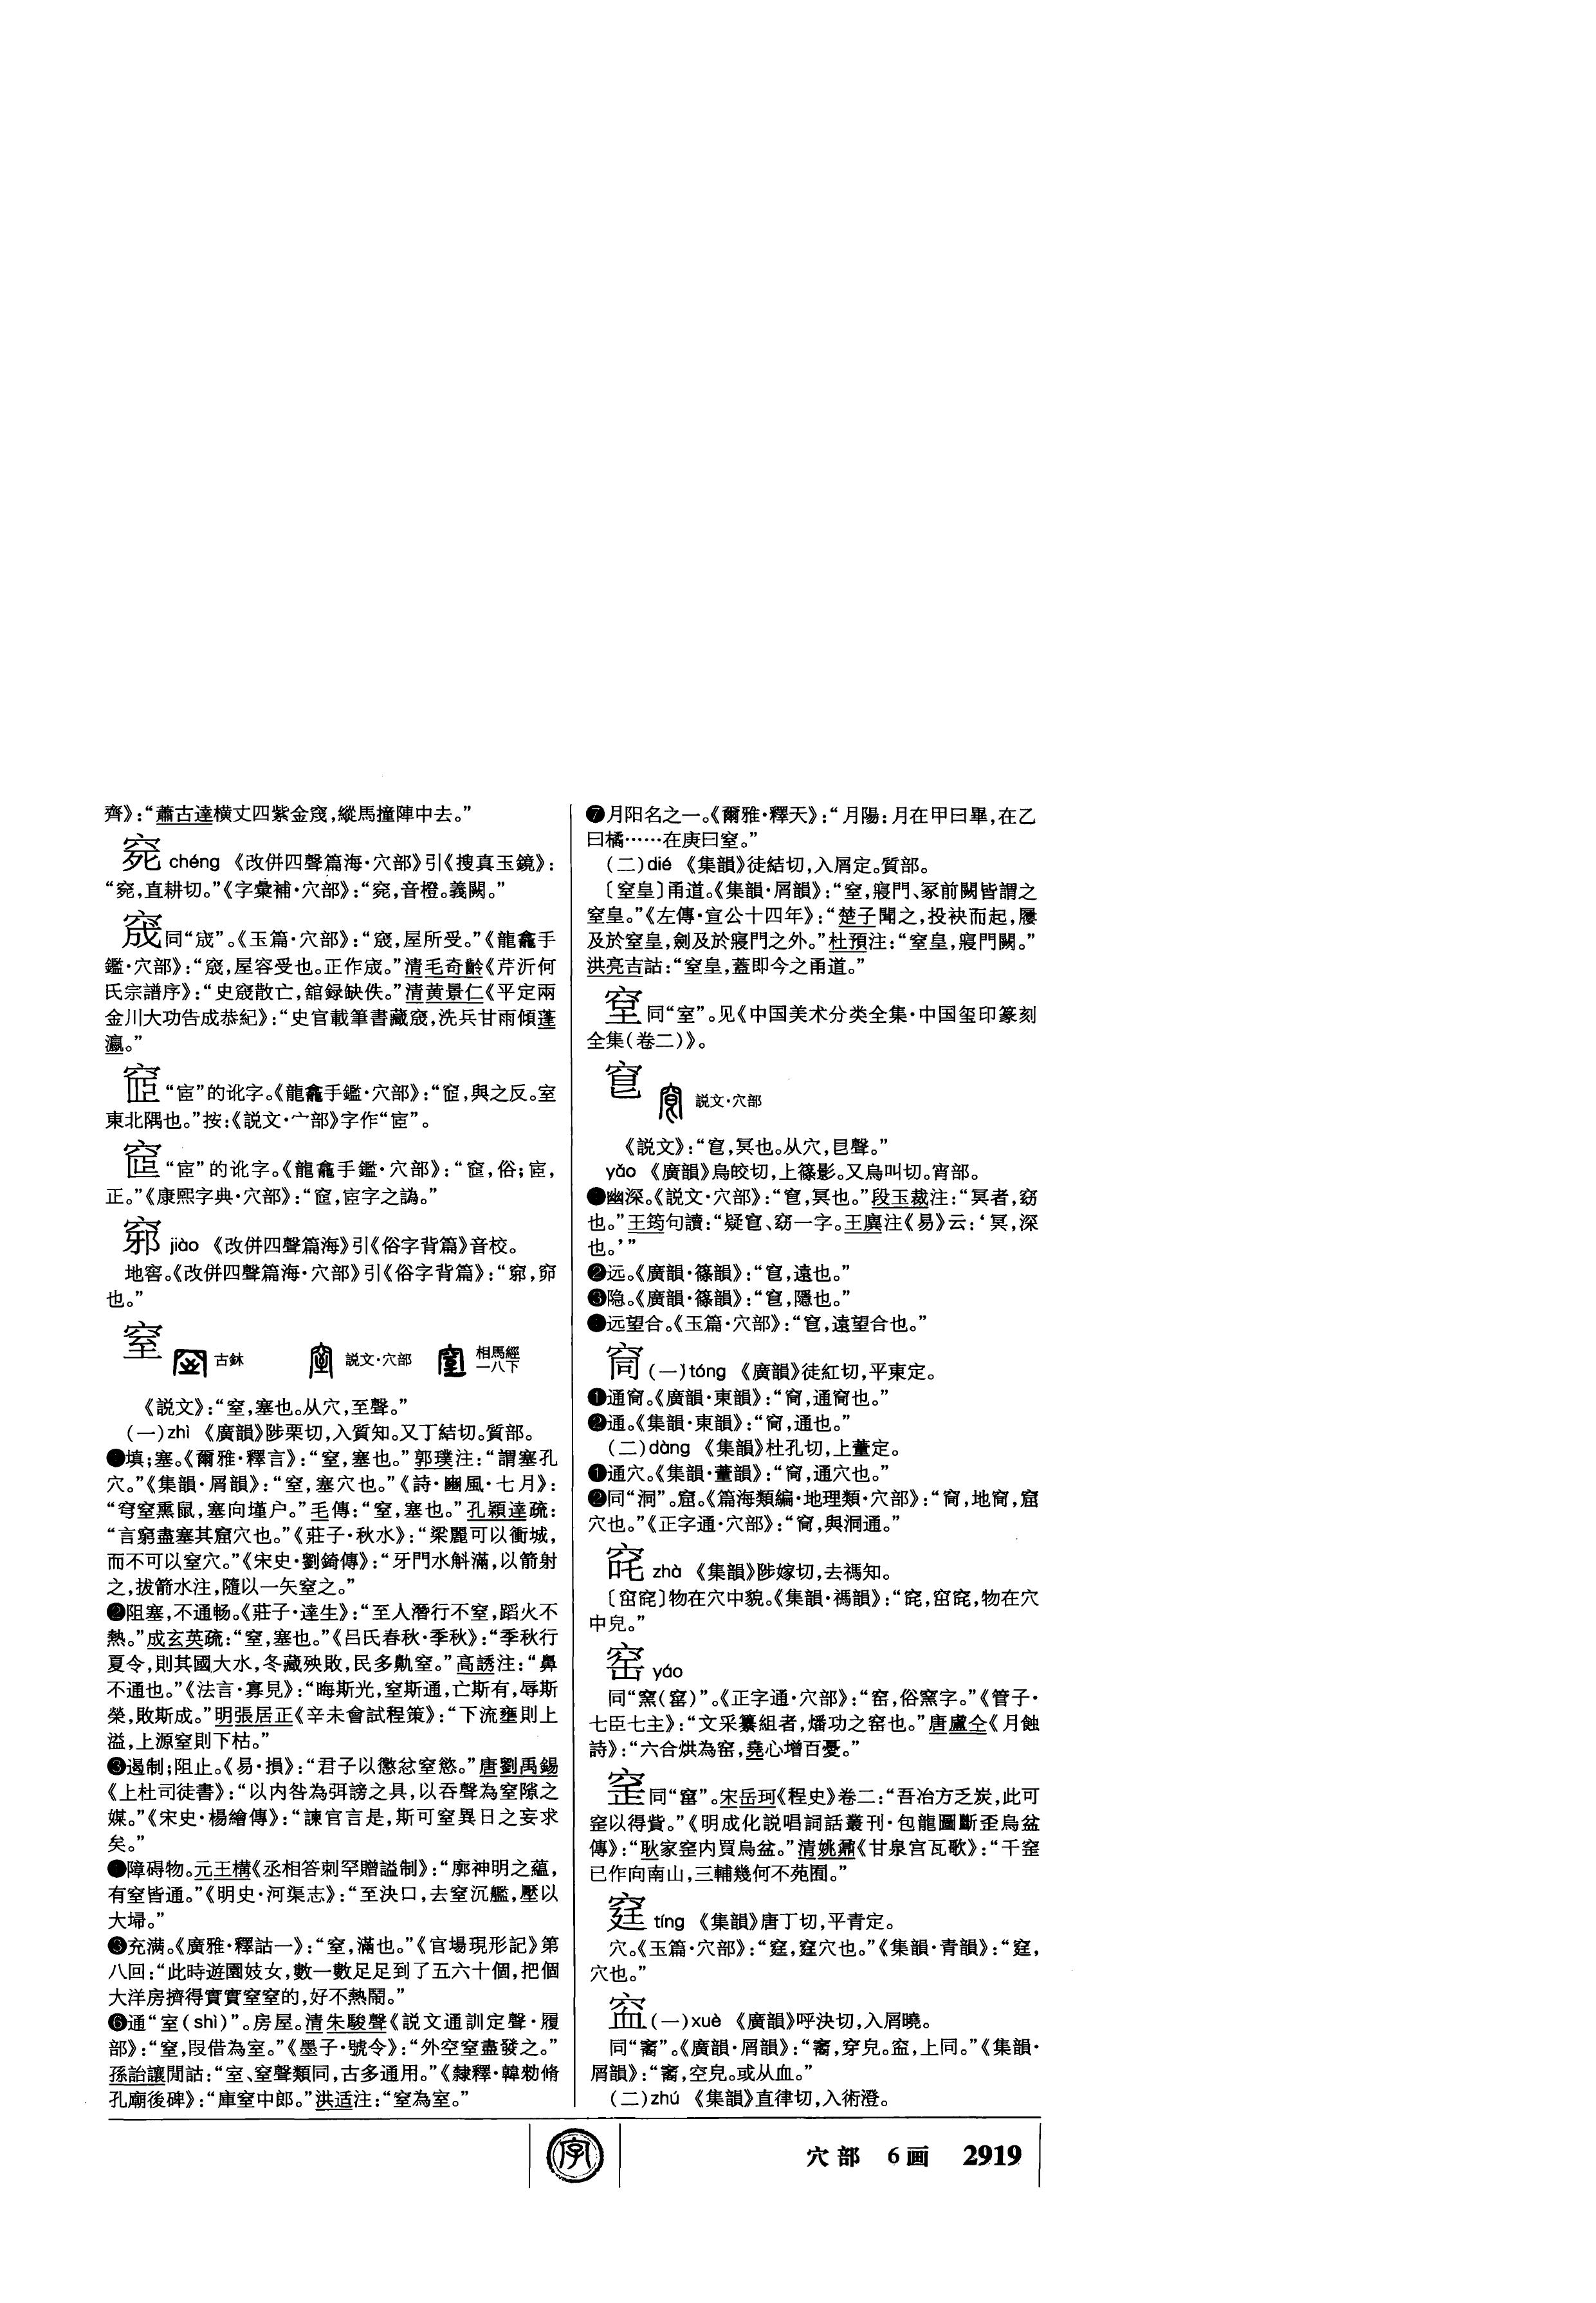 齊》：“蕭古達横丈四紫金窚，縱馬撞陣中去。”
chéng 《改併四聲篇海·穴部》引《搜真玉鏡》：
直耕切。”《字彙補·穴部》：音橙。義闕。”
窚同“宬”。《玉篇·穴部》：“窚，屋所受。”《龍龕手
鑑·穴部》：“窚，屋容受也。正作宬。”清毛奇齡《芹沂何
氏宗譜序》：“史窚散亡，舘録缺佚。”清黄景仁《平定兩
金川大功告成恭紀》：“史官載筆書藏窚，洗兵甘雨傾蓬
瀛。”
“宧”的讹字。《龍龕手鑑·穴部》：與之反。室
東北隅也。”按：《説文·宀部》字作“宧”。
“宧”的讹字。《龍龕手鑑·穴部》：俗；宧，
正。”《康熙字典·穴部》：宧字之譌。”
jiào 《改併四聲篇海》引《俗字背篇》音校。
地窖。《改併四聲篇海·穴部》引《俗字背篇》：窌
也。”
窒 古鉥 説文·穴部 相馬經一八下
《説文》：“窒，塞也。从穴，至聲。”
（一）zhì 《廣韻》陟栗切，入質知。又丁結切。質部。
❶填；塞。《爾雅·釋言》：“窒，塞也。”郭璞注：“謂塞孔
穴。”《集韻·屑韻》：“窒，塞穴也。”《詩·豳風·七月》：
“穹窒熏鼠，塞向墐户。”毛傳：“窒，塞也。”孔穎達疏：
“言窮盡塞其窟穴也。”《莊子·秋水》：“梁麗可以衝城，
而不可以窒穴。”《宋史·劉錡傳》：“牙門水斛滿，以箭射
之，拔箭水注，隨以一矢窒之。”
❷阻塞，不通畅。《莊子·達生》：“至人潛行不窒，蹈火不
熱。”成玄英疏：“窒，塞也。”《吕氏春秋·季秋》：“季秋行
夏令，則其國大水，冬藏殃敗，民多鼽窒。”高誘注：“鼻
不通也。”《法言·寡見》：“晦斯光，窒斯通，亡斯有，辱斯
榮，敗斯成。”明張居正《辛未會試程策》：“下流壅則上
溢，上源窒則下枯。”
❸遏制；阻止。《易·損》：“君子以懲忿窒慾。”唐劉禹錫
《上杜司徒書》：“以内咎為弭謗之具，以吞聲為窒隙之
媒。”《宋史·楊繪傳》：“諫官言是，斯可窒異日之妄求
矣。”
障碍物。元王構《丞相答剌罕贈謚制》：“廓神明之蘊，
有窒皆通。”《明史·河渠志》：“至決口，去窒沉艦，壓以
大埽。”
充满。《廣雅·釋詁一》：“窒，滿也。”《官場現形記》第
八回：“此時遊園妓女，數一數足足到了五六十個，把個
大洋房擠得實實窒窒的，好不熱鬧。”
❻通“室（shì）”。房屋。清朱駿聲《説文通訓定聲·履
部》：“窒，叚借為室。”《墨子·號令》：“外空窒盡發之。”
孫詒讓閒詁：“室、窒聲類同，古多通用。”《隸釋·韓勑脩
孔廟後碑》：“庫窒中郎。”洪适注：“窒為室。”
❼月阳名之一。《爾雅·釋天》：“月陽：月在甲曰畢，在乙
曰橘……在庚曰窒。”
（二）dié 《集韻》徒結切，入屑定。質部。
〔窒皇〕甬道。《集韻·屑韻》：“窒，寢門、冢前闕皆謂之
窒皇。”《左傳·宣公十四年》：“楚子聞之，投袂而起，屨
及於窒皇，劍及於寢門之外。”杜預注：“窒皇，寢門闕。”
洪亮吉詁：“窒皇，蓋即今之甬道。”
同“室”。见《中国美术分类全集·中国玺印篆刻
全集（卷二）》。
窅 説文·穴部
《説文》：冥也。从穴，皀聲。”
yǎo 《廣韻》烏皎切，上篠影。又烏叫切。宵部。
❶幽深。《説文·穴部》：冥也。”段玉裁注：“冥者，窈
也。”王筠句讀：窈一字。王廙注《易》云：‘冥，深
也。’”
❷远。《廣韻·篠韻》：遠也。”
❸隐。《廣韻·篠韻》：隱也。”
远望合。《玉篇·穴部》：遠望合也。”
（一）tóng 《廣韻》徒紅切，平東定。
❶通窗。《廣韻·東韻》：
❷通。《集韻·東韻》：“㣚，通也。”
（二）dàng 《集韻》杜孔切，上董定。
❶通穴。《集韻·董韻》：通穴也。”
❷同“洞”。窟。《篇海類編·地理類·穴部》：窟
穴也。”《正字通·穴部》：與洞通。”
zhà 《集韻》陟嫁切，去禡知。
物在穴中貌。《集韻·禡韻》：物在穴
中皃。”
窑 yáo
同“窯（窰）”。《正字通·穴部》：“窑，俗窯字。”《管子·
七臣七主》：“文采纂組者，燔功之窑也。”唐盧仝《月蝕
詩》：“六合烘為窑，堯心增百憂。”
窑同“窰”。宋岳珂《桯史》卷二：“吾冶方乏炭，此可
窑以得貲。”《明成化説唱詞話叢刊·包龍圖斷歪烏盆
傳》：“耿家窑内買烏盆。”清姚鼐《甘泉宫瓦歌》：“千窑
已作向南山，三輔幾何不苑囿。”
tíng 《集韻》唐丁切，平青定。
穴。《玉篇·穴部》：穴也。”《集韻·青韻》：
穴也。”
（一）xuè 《廣韻》呼決切，入屑曉。
《廣韻·屑韻》：穿皃。上同。”《集韻·
屑韻》：空皃。或从血。”
（二）zhú 《集韻》直律切，入術澄。
穴部 6画 2919